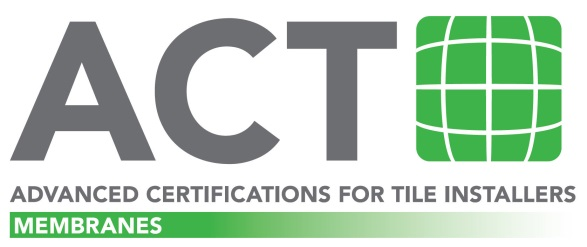 ACT
ADVANCED CERTIFICATIONS FOR TILE INSTALLERS
MEMBRANES